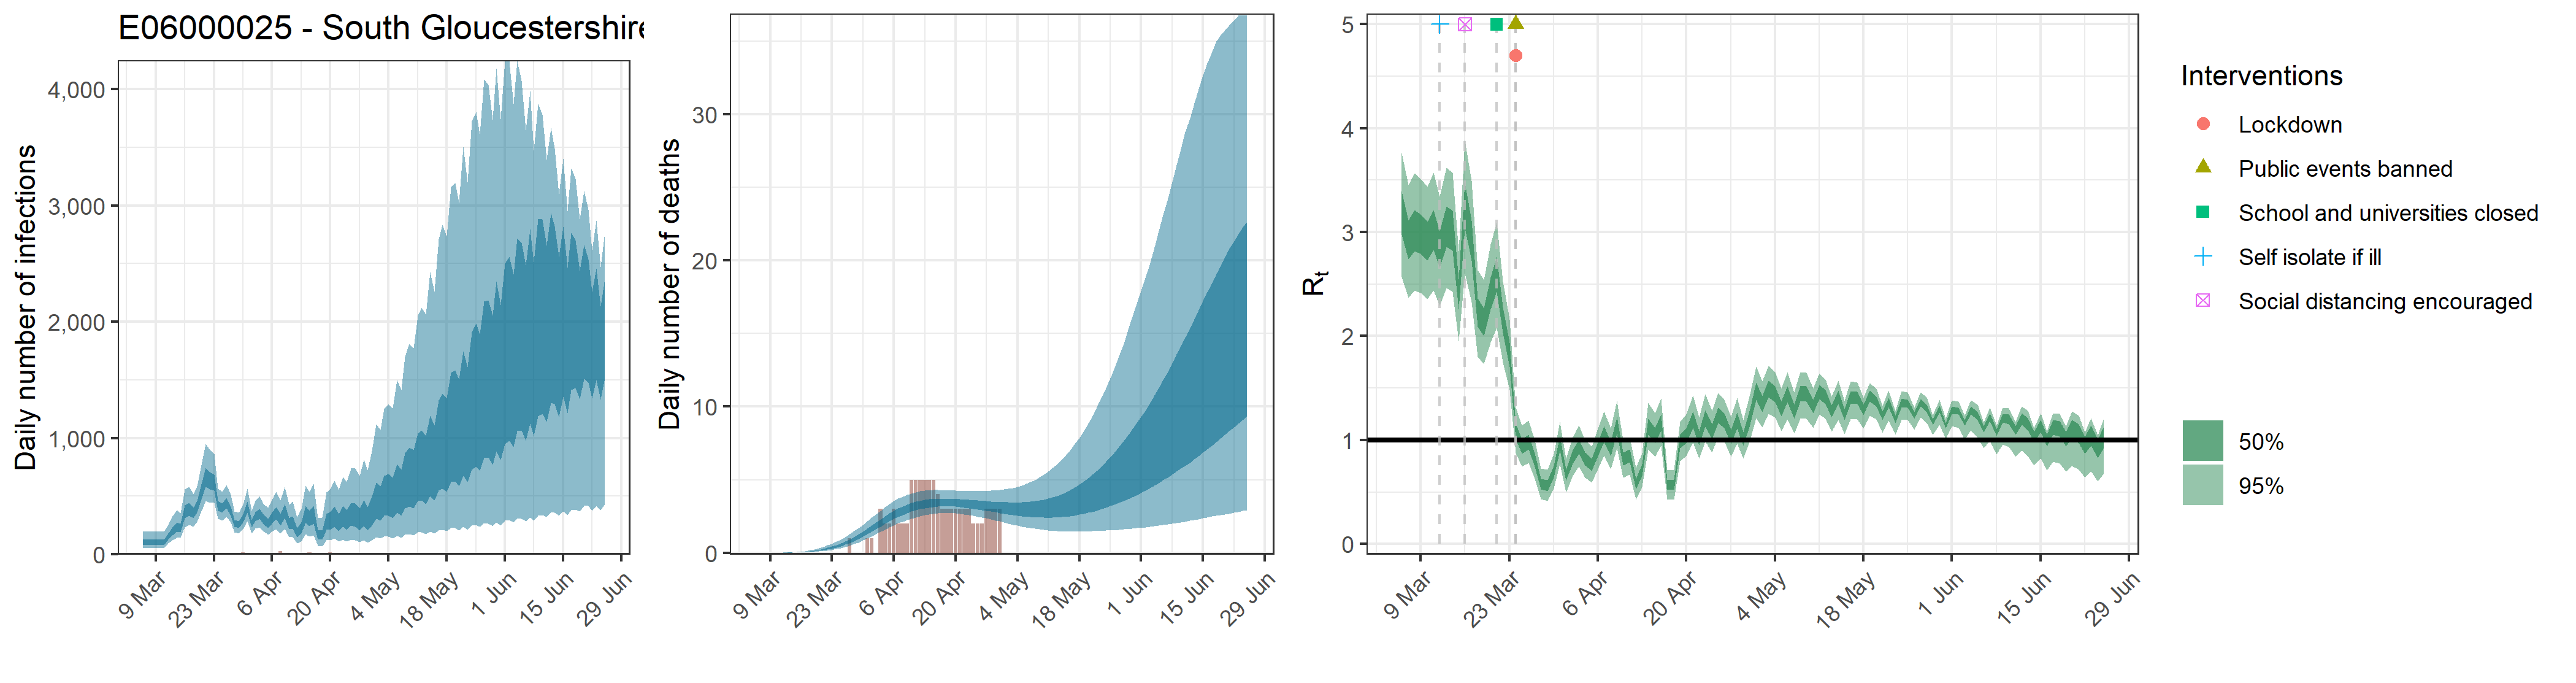 E06000025 - South Gloucestershire
Daily number of infections
4,000
3,000
2,000
1,000
0
9 Mar
23 Mar
6 Apr
20 Apr
4 May
18 May
1 Jun
15 Jun
29 Jun
Daily number of deaths
30
20
10
0
9 Mar
23 Mar
6 Apr
20 Apr
4 May
18 May
1 Jun
15 Jun
29 Jun
Rt
5
4
3
2
1
0
9 Mar
23 Mar
6 Apr
20 Apr
4 May
18 May
1 Jun
15 Jun
29 Jun
Interventions
Lockdown
Public events banned
School and universities closed
Self isolate if ill
Social distancing encouraged
50%
95%